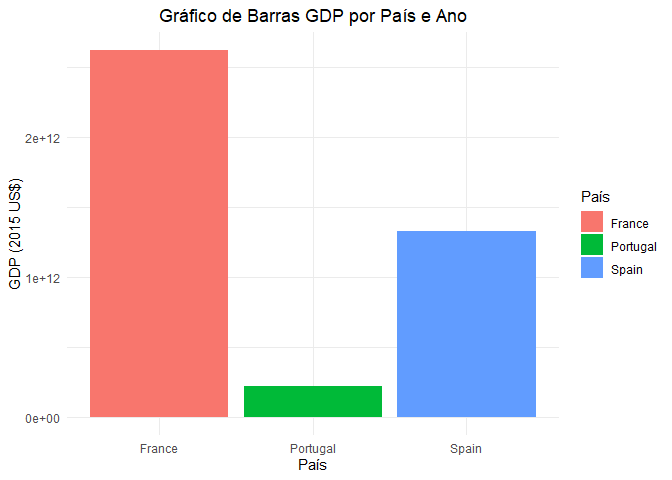 Gráfico de Barras GDP por País e Ano
GDP (2015 US$)
2e+12
1e+12
0e+00
France
Portugal
Spain
País
País
France
Portugal
Spain